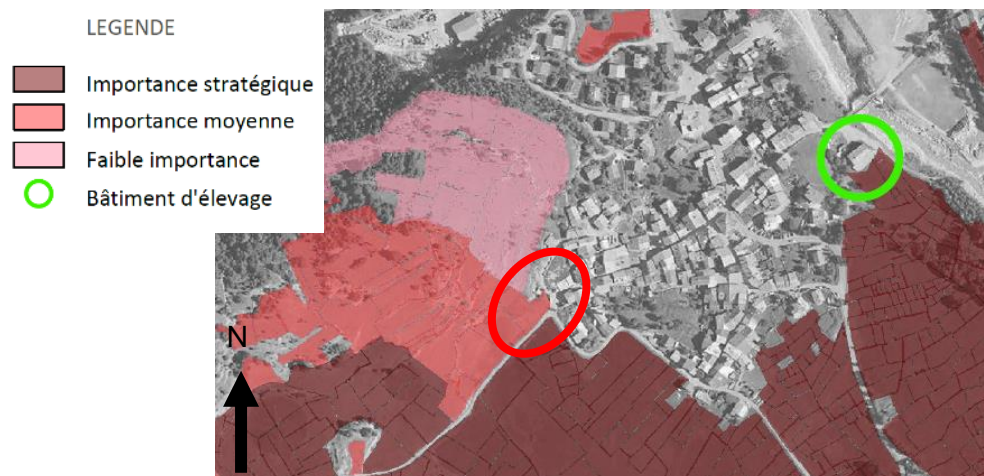 LEGENDE
Importance stratégique
Importance moyenne
Faible importance
Bâtiment d'élevage
N